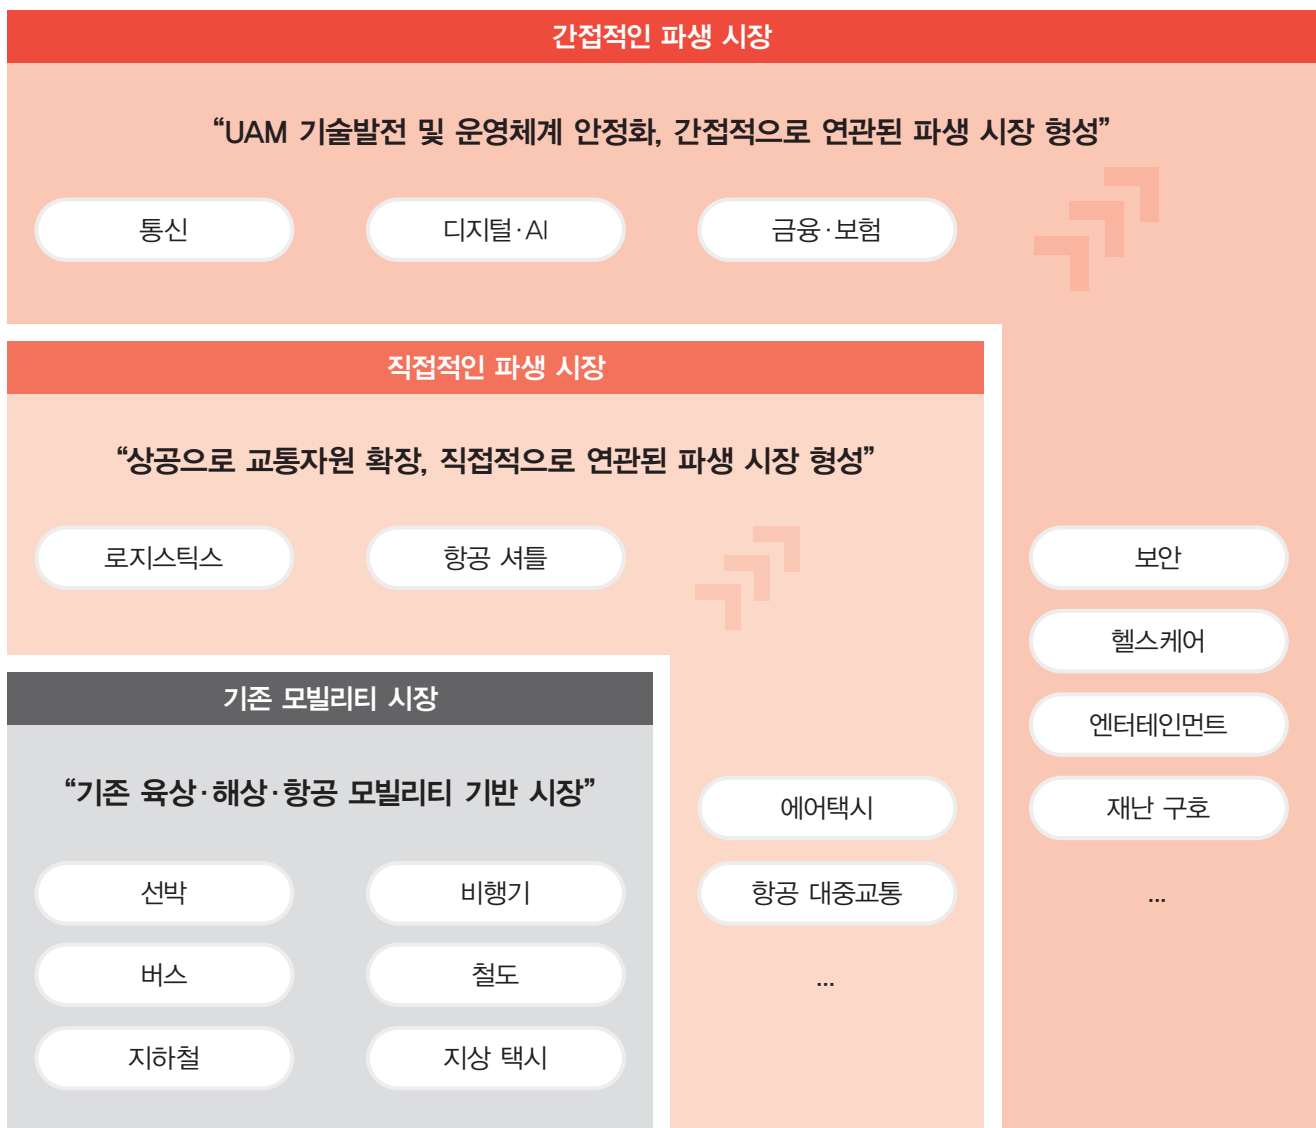 간접적인 파생 시장
“UAM 기술발전 및 운영체계 안정화, 간접적으로 연관된 파생 시장 형성”
통신
디지털·AI
금융·보험
보안
헬스케어
엔터테인먼트
재난 구호
...
직접적인 파생 시장
“상공으로 교통자원 확장, 직접적으로 연관된 파생 시장 형성”
로지스틱스
항공 셔틀
에어택시
항공 대중교통
...
기존 모빌리티 시장
“기존 육상·해상·항공 모빌리티 기반 시장”
선박
비행기
버스
철도
지하철
지상 택시